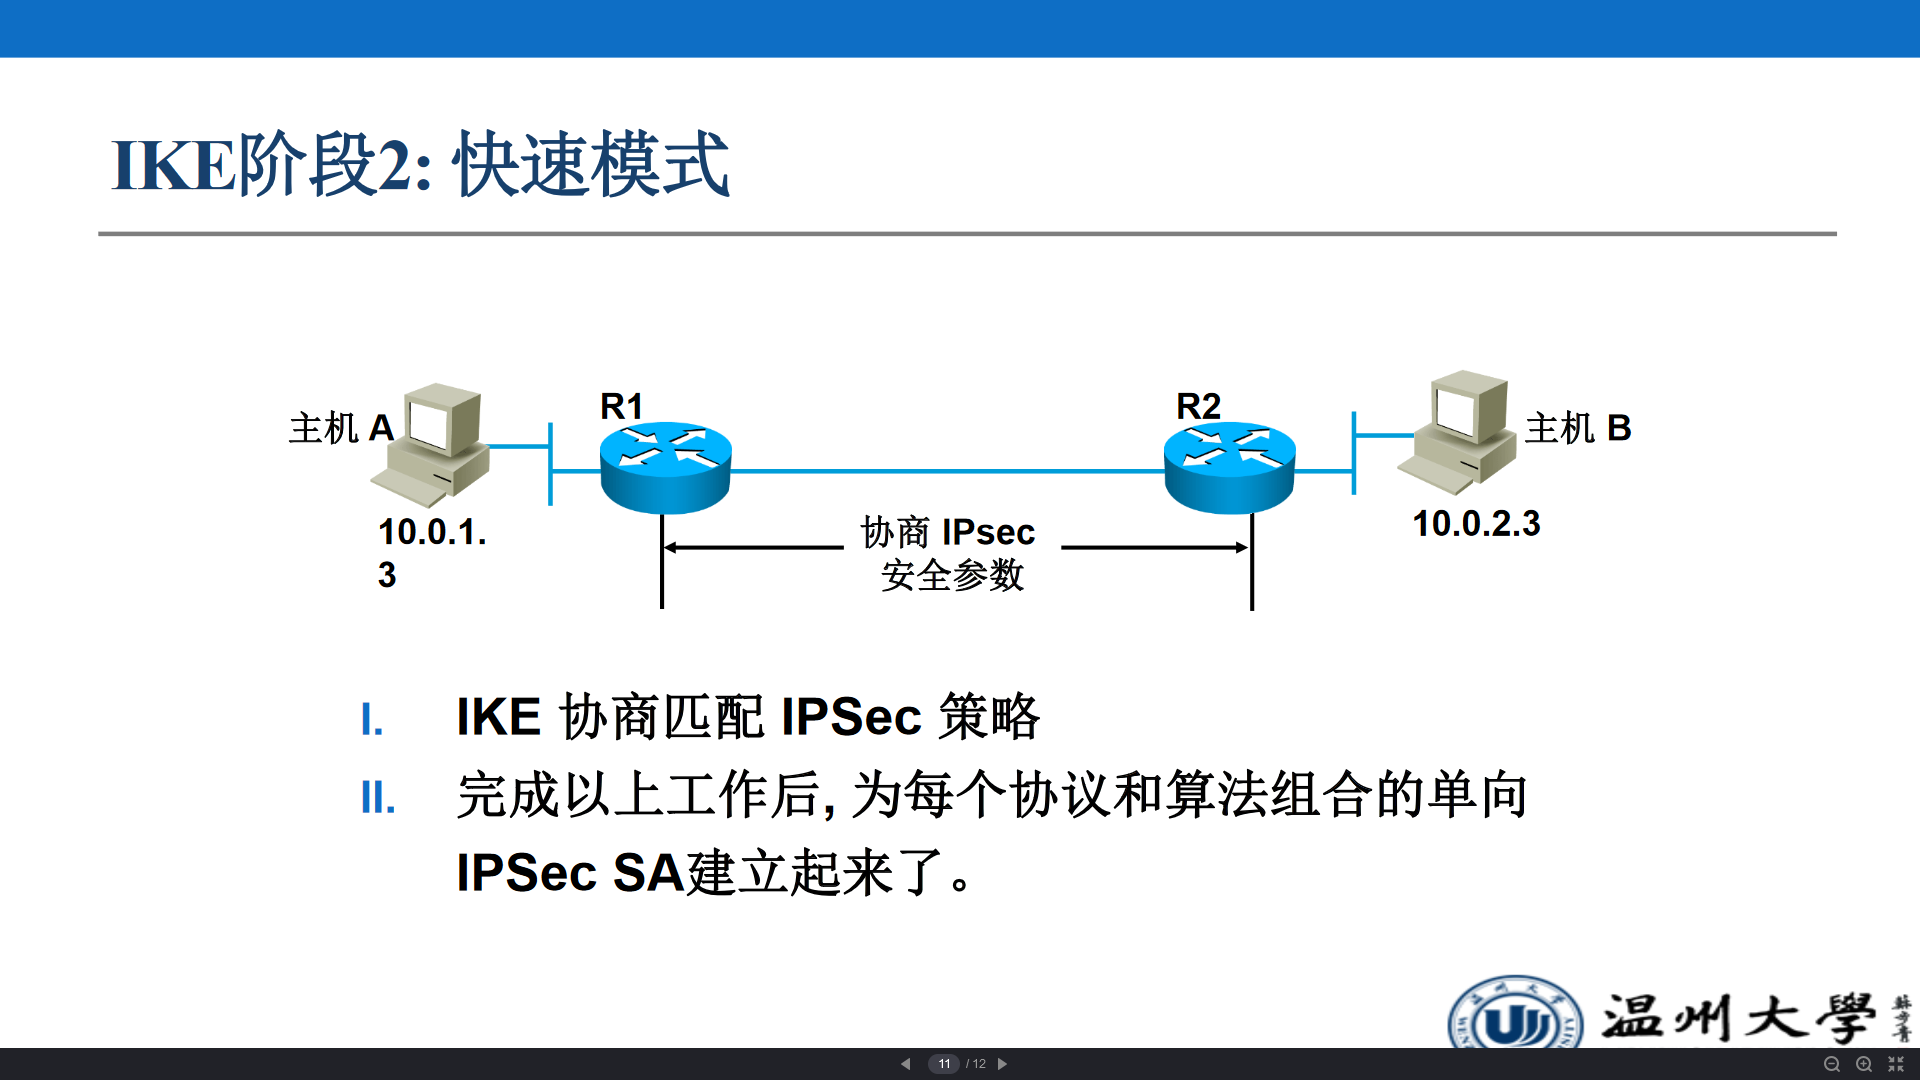 IKE阶段2: 快速模式
主机 A
R1
R2
主机 B
10.0.1.
3
协商 IPsec
安全参数
10.0.2.3
I. IKE 协商匹配 IPSec 策略
II. 完成以上工作后, 为每个协议和算法组合的单向
IPSec SA建立起来了。
温州大學
11 / 12